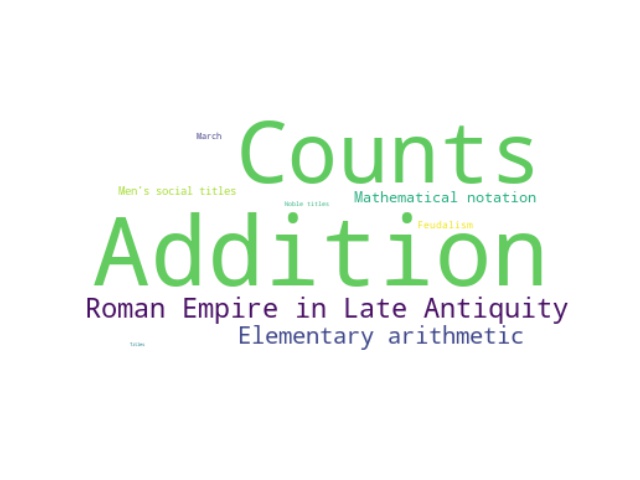 March
Counts
Men's social titles
Mathematical notation
Noble titles
Addition
Feudalism
Roman Empire in Late Antiquity
Elementary arithmetic
Titles